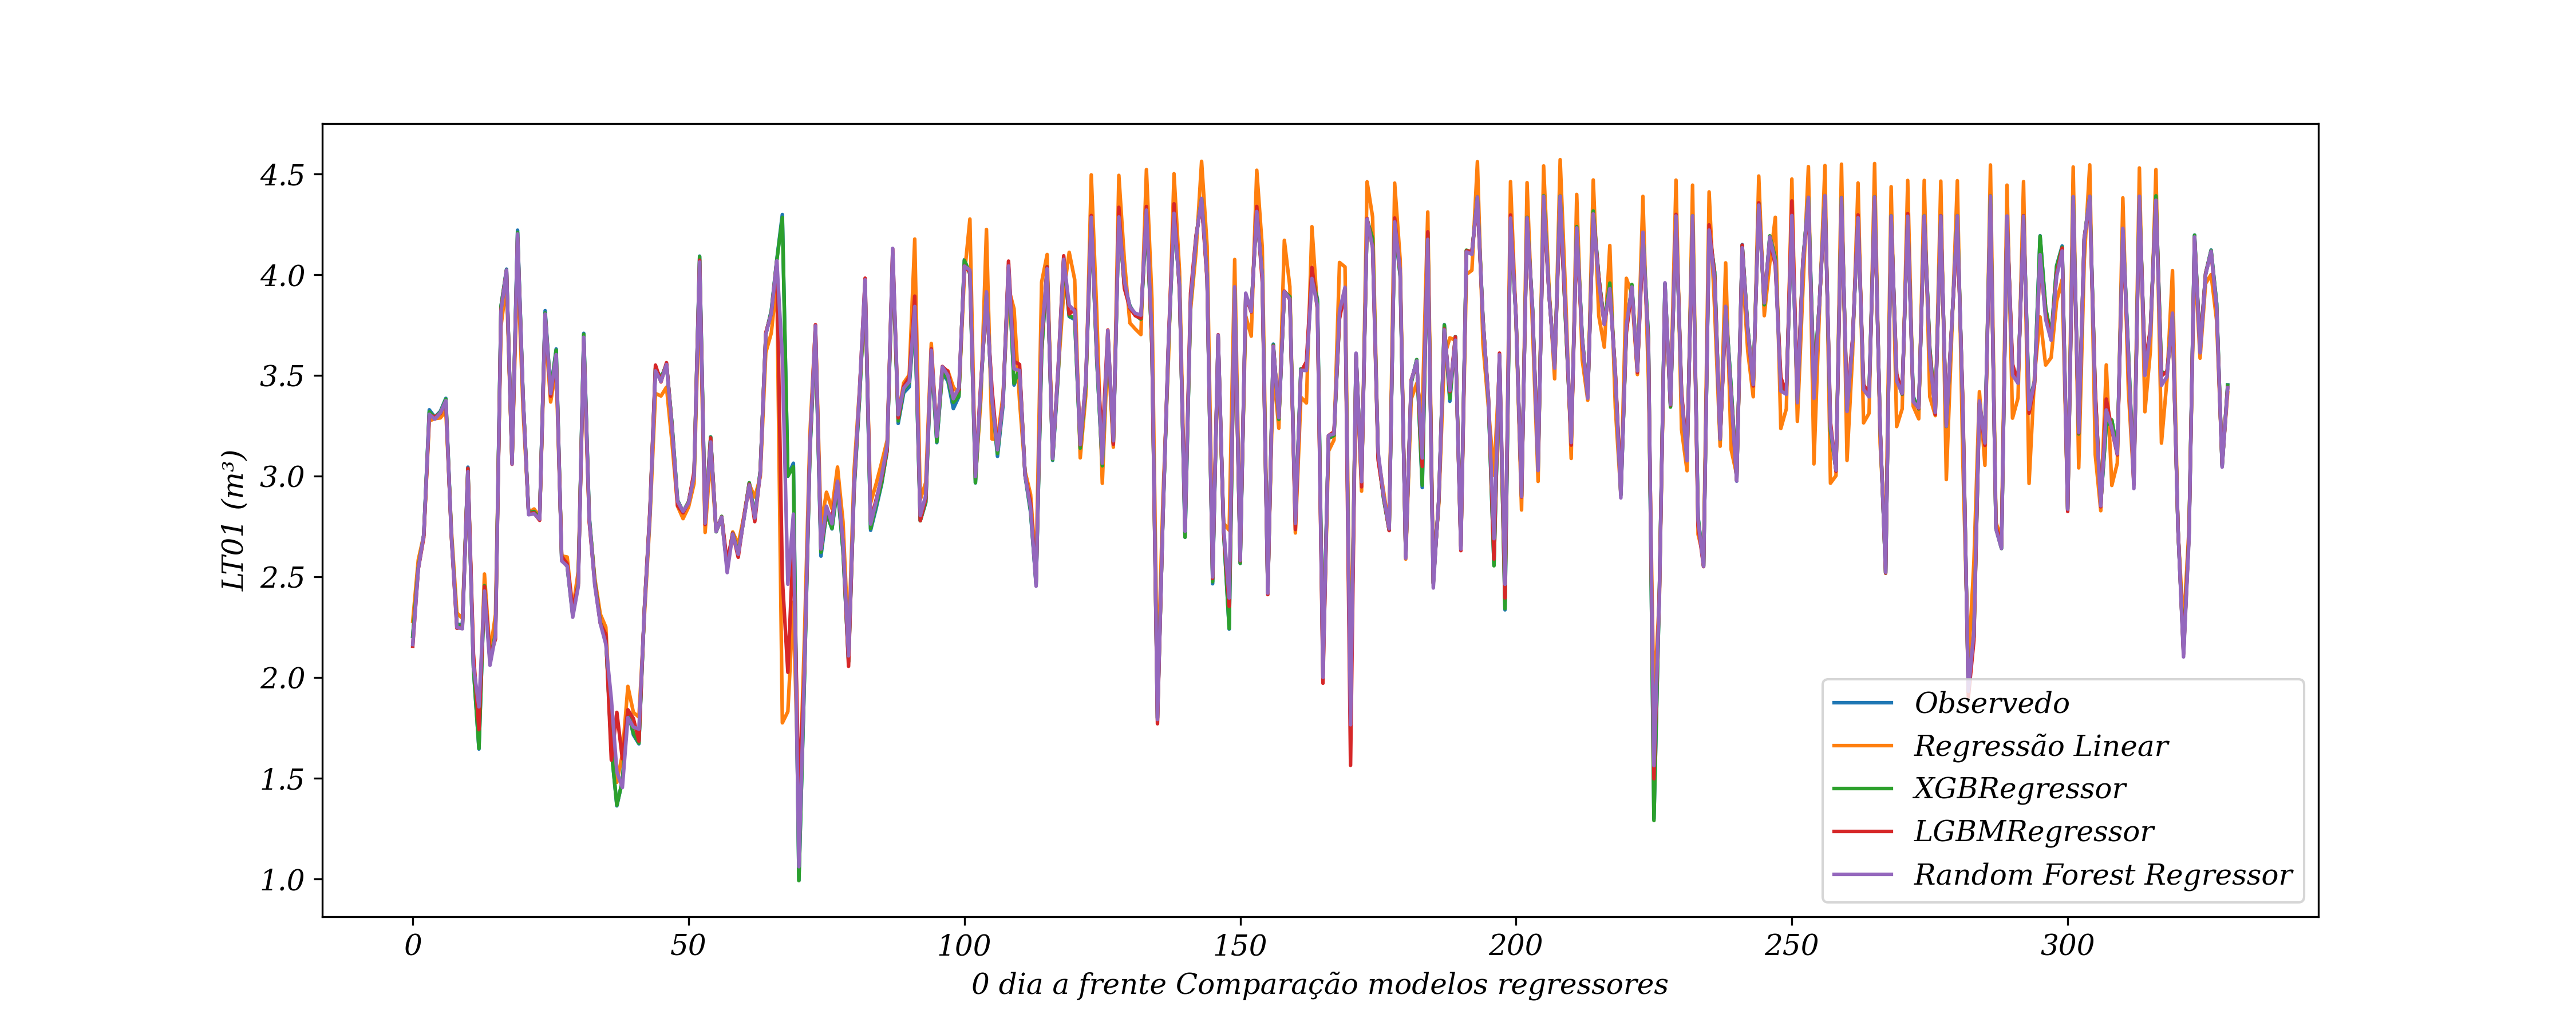 4.5
4.0
3.5
3.0
2.5
2.0
1.5
1.0
LT01 (m³)
0 50 100 150 200 250 300
0 dia a frente Comparação modelos regressores
Observedo
Regressão Linear
XGBRegressor
LGBMRegressor
Random Forest Regressor